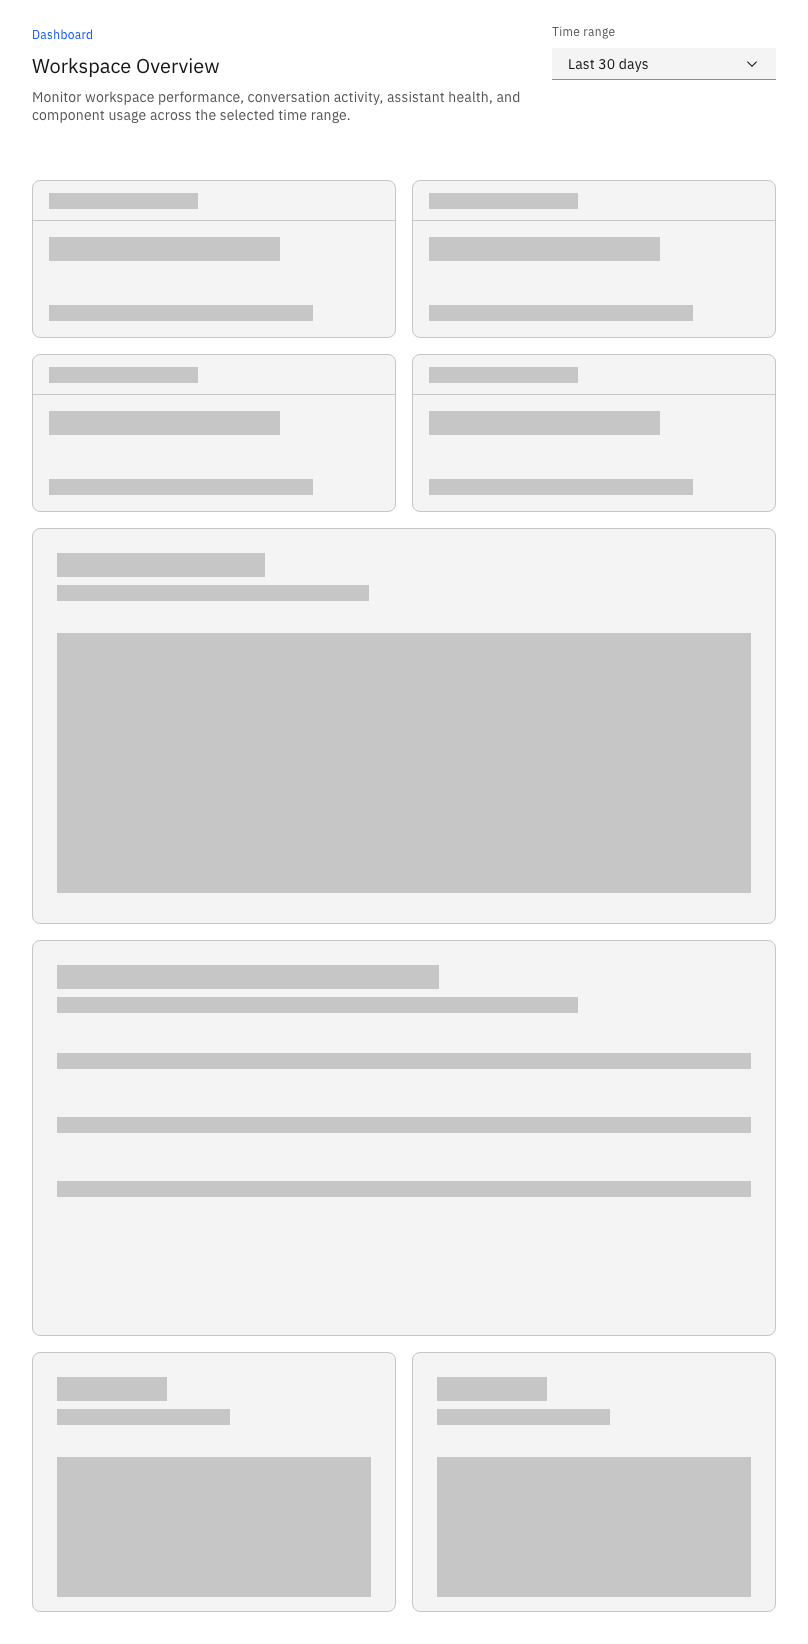 Dashboard
Time range
Workspace Overview
Last 30 days
Monitor workspace performance, conversation activity, assistant health, and
component usage across the selected time range.